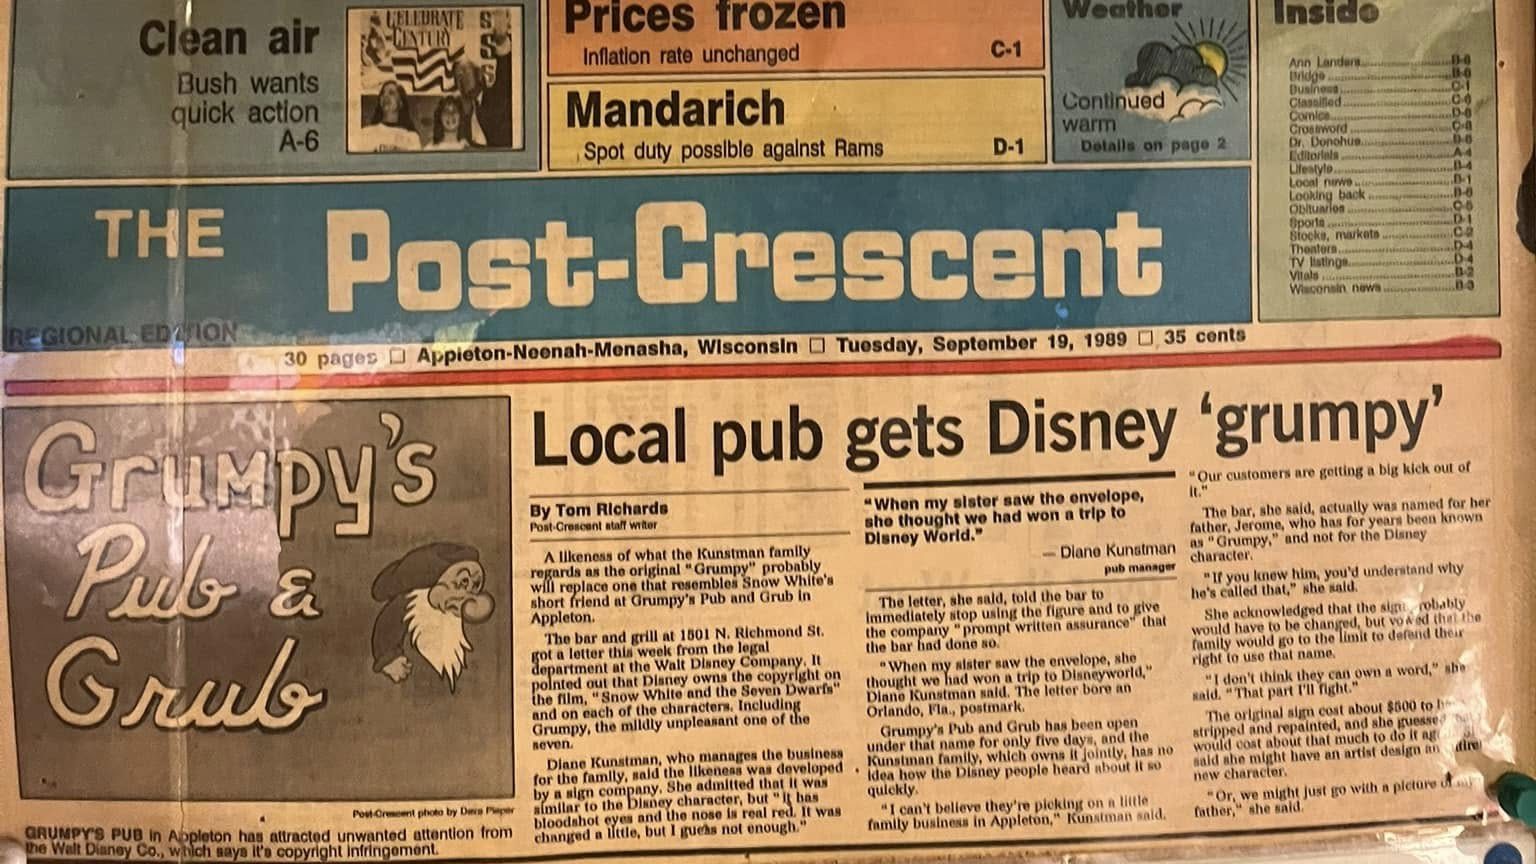 Clean air
Bush wants
quick action
A-6
CELEBRATE
CENTURY
Prices frozen
Inflation rate unchanged
C-1
Mandarich
Spot duty possible against Rams
D-1
Weather
Continued
warm
Details on page 2
Inside
Ann Landers
Bridge
Business C-1
Classified
Comics
Crossword
Dr. Donohue
Editorials A-4
Lifestyle B-4
Local news B-1
Looking back
Obituaries
Sports D-1
Stocks, markets C-2
Theaters D-4
TV listings D-4
Vitals B-2
Wisconsin news B-3
THE Post-Crescent
REGIONAL EDITION
30 pages □ Appleton-Neenah-Menasha, Wisconsin □ Tuesday, September 19, 1989 □ 35 cents
Grumpy's
Pub &
Grub
Post-Crescent photo by Dave Pieper
GRUMPY'S PUB in Appleton has attracted unwanted attention from
the Walt Disney Co., which says it's copyright infringement.
Local pub gets Disney 'grumpy'
By Tom Richards
Post-Crescent staff writer
A likeness of what the Kunstman family
regards as the original "Grumpy" probably
will replace one that resembles Snow White's
short friend at Grumpy's Pub and Grub in
Appleton.
The bar and grill at 1501 N. Richmond St.
got a letter this week from the legal
department at the Walt Disney Company. It
pointed out that Disney owns the copyright on
the film, "Snow White and the Seven Dwarfs"
and on each of the characters. Including
Grumpy, the mildly unpleasant one of the
seven.
Diane Kunstman, who manages the business
for the family, said the likeness was developed
by a sign company. She admitted that it was
similar to the Disney character, but "it has
bloodshot eyes and the nose is real red. It was
changed a little, but I guess not enough."
"When my sister saw the envelope,
she thought we had won a trip to
Disney World."
— Diane Kunstman
pub manager
The letter, she said, told the bar to
immediately stop using the figure and to give
the company "prompt written assurance" that
the bar had done so.
"When my sister saw the envelope, she
thought we had won a trip to Disneyworld,"
Diane Kunstman said. The letter bore an
Orlando, Fla., postmark.
Grumpy's Pub and Grub has been open
under that name for only five days, and the
Kunstman family, which owns it jointly, has no
idea how the Disney people heard about it so
quickly.
"I can't believe they're picking on a little
family business in Appleton," Kunstman said.
"Our customers are getting a big kick out of
it."
The bar, she said, actually was named for her
father, Jerome, who has for years been known
as "Grumpy," and not for the Disney
character.
"If you knew him, you'd understand why
he's called that," she said.
She acknowledged that the sign probably
would have to be changed, but vowed that the
family would go to the limit to defend their
right to use that name.
"I don't think they can own a word," she
said. "That part I'll fight."
The original sign cost about $500 to
stripped and repainted, and she guessed
would cost about that much to do it
said she might have an artist design an
new character.
"Or, we might just go with a picture of my
father," she said.